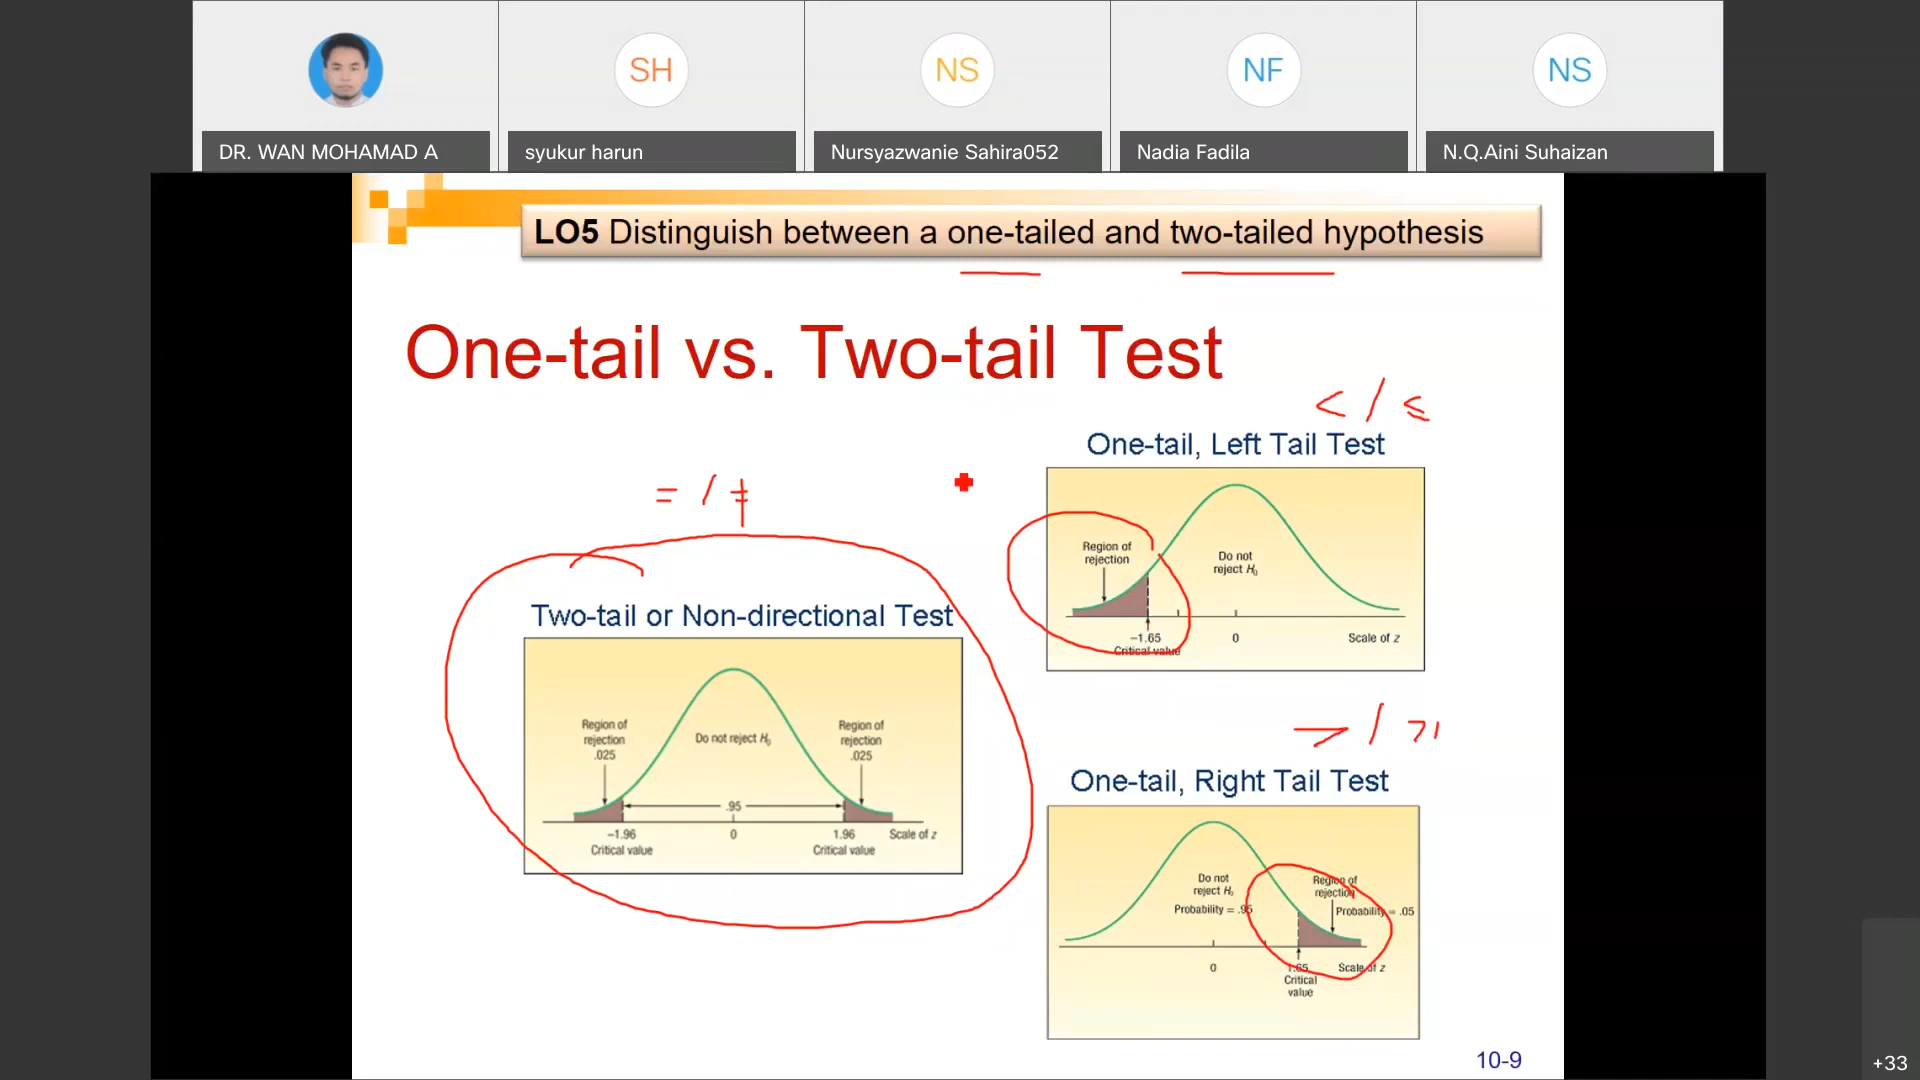 SH
NS
NF
NS
DR. WAN MOHAMAD A
syukur harun
Nursyazwanie Sahira052
Nadia Fadila
N.Q.Aini Suhaizan
LO5 Distinguish between a one-tailed and two-tailed hypothesis
One-tail vs. Two-tail Test
< / ≤
One-tail, Left Tail Test
Region of
rejection
Do not
reject H₀
-1.65
Critical value
0
Scale of z
= / ≠
Two-tail or Non-directional Test
Region of
rejection
.025
Do not reject H₀
Region of
rejection
.025
.95
-1.96
Critical value
0
1.96
Critical value
Scale of z
> / ≥
One-tail, Right Tail Test
Do not
reject H₀
Probability = .95
Region of
rejection
Probability = .05
0
1.65
Critical
value
Scale of z
10-9
+33